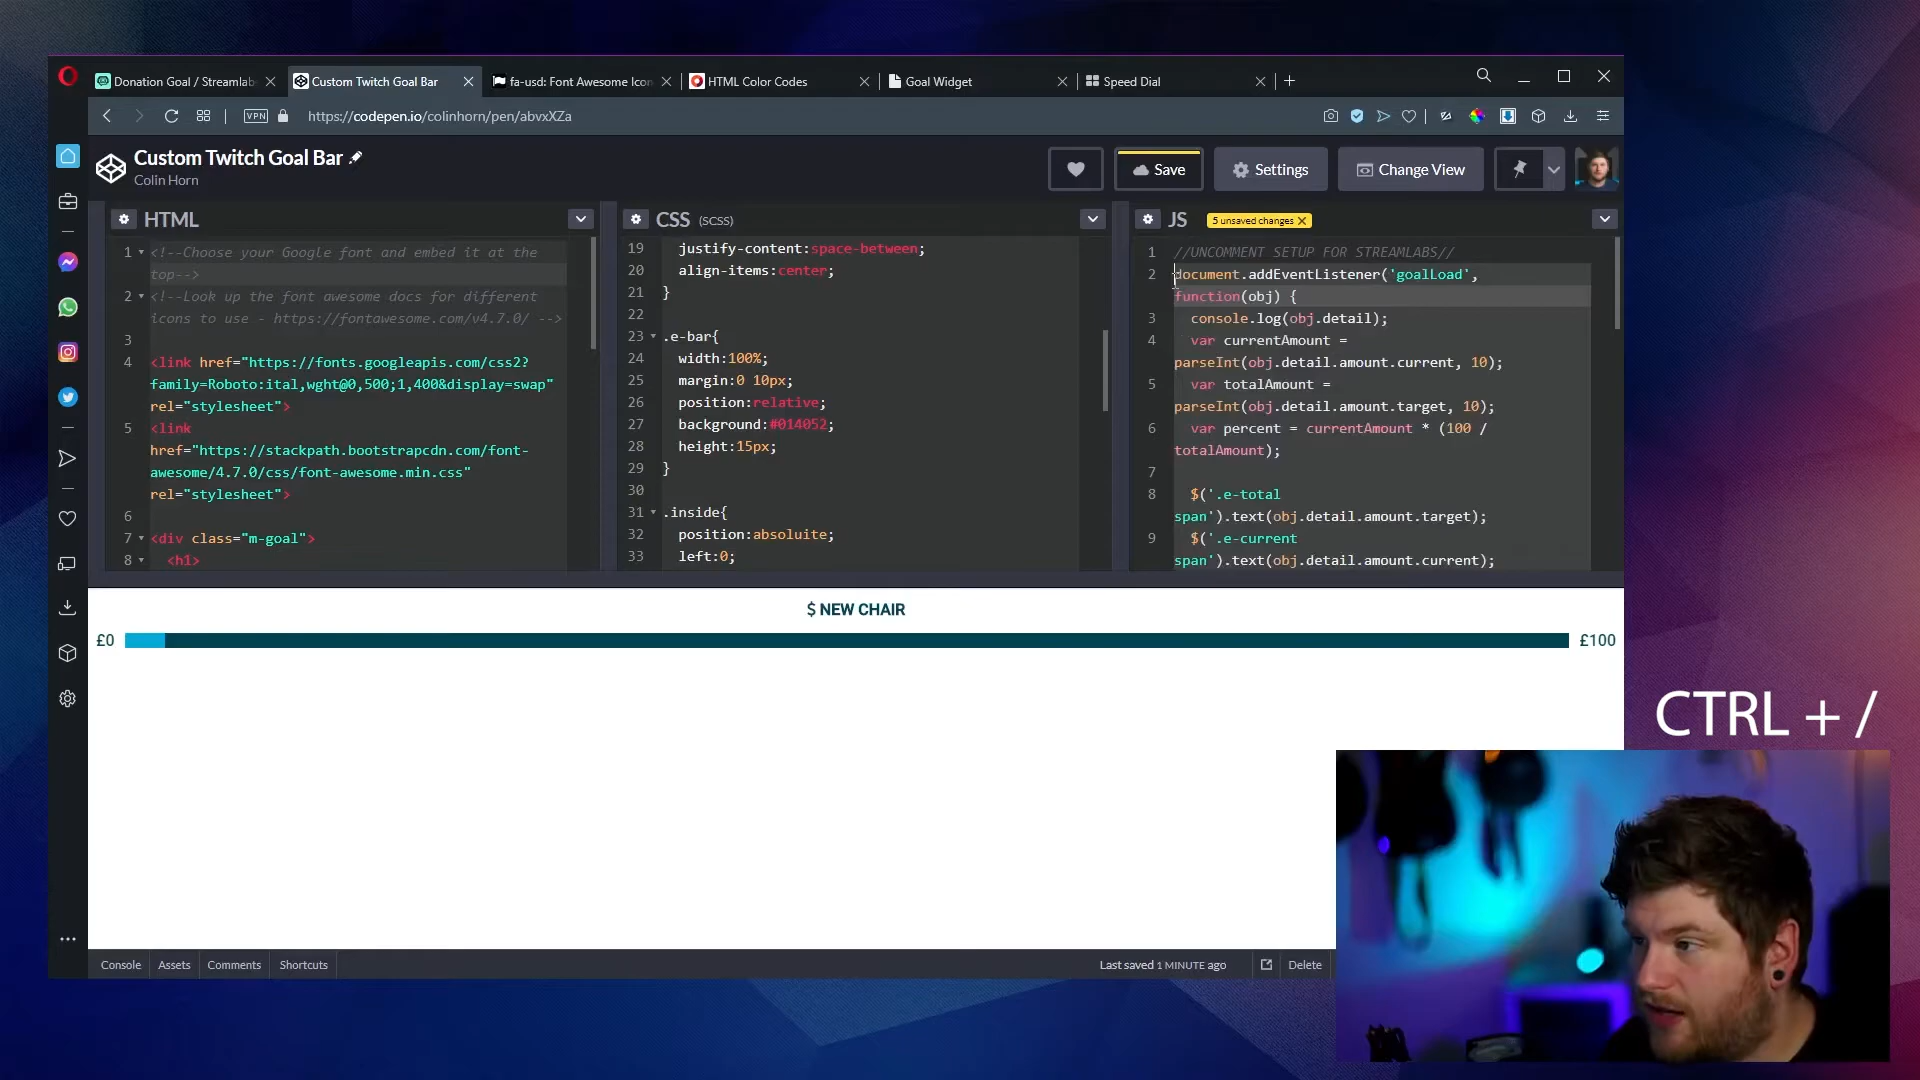 Donation Goal / Streamlab
Custom Twitch Goal Bar
fa-usd: Font Awesome Icon
HTML Color Codes
Goal Widget
Speed Dial
VPN
https://codepen.io/colinhorn/pen/abvxXZa
Custom Twitch Goal Bar
Colin Horn
Save
Settings
Change View
HTML
1 <!--Choose your Google font and embed it at the
top-->
2 <!--Look up the font awesome docs for different
icons to use - https://fontawesome.com/v4.7.0/ -->
3
4 <link href="https://fonts.googleapis.com/css2?
family=Roboto:ital,wght@0,500;1,400&display=swap"
rel="stylesheet">
5 <link
href="https://stackpath.bootstrapcdn.com/font-
awesome/4.7.0/css/font-awesome.min.css"
rel="stylesheet">
6
7 <div class="m-goal">
8 <h1>
CSS (SCSS)
19 justify-content:space-between;
20 align-items:center;
21 }
22
23 .e-bar{
24 width:100%;
25 margin:0 10px;
26 position:relative;
27 background:#014052;
28 height:15px;
29 }
30
31 .inside{
32 position:absoluite;
33 left:0;
JS
5 unsaved changes X
1 //UNCOMMENT SETUP FOR STREAMLABS//
2 document.addEventListener('goalLoad',
function(obj) {
3 console.log(obj.detail);
4 var currentAmount =
parseInt(obj.detail.amount.current, 10);
5 var totalAmount =
parseInt(obj.detail.amount.target, 10);
6 var percent = currentAmount * (100 /
totalAmount);
7
8 $('.e-total
span').text(obj.detail.amount.target);
9 $('.e-current
span').text(obj.detail.amount.current);
$ NEW CHAIR
£0
£100
CTRL + /
Console
Assets
Comments
Shortcuts
Last saved 1 MINUTE ago
Delete